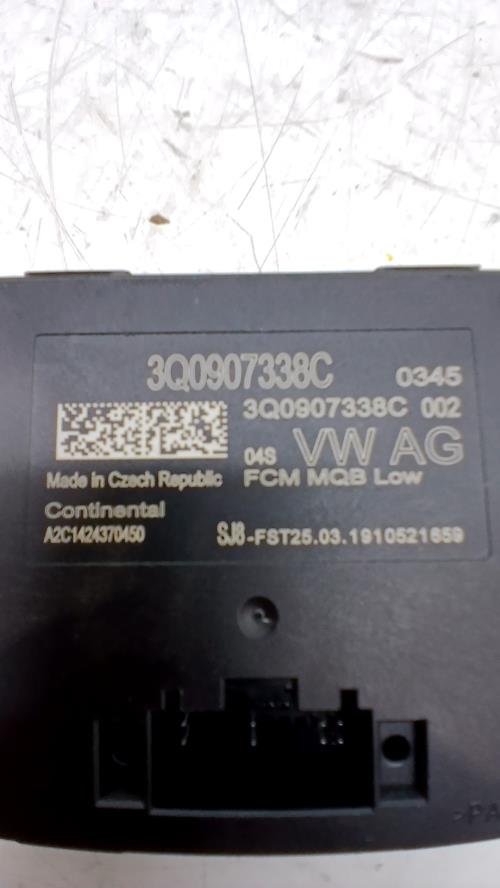 3Q0907338C 0345
3Q0907338C 002
04S VW AG
Made in Czech Republic FCM MQB Low
Continental
A2C1424370450 SJ8-FST25.03.1910521659
>PA